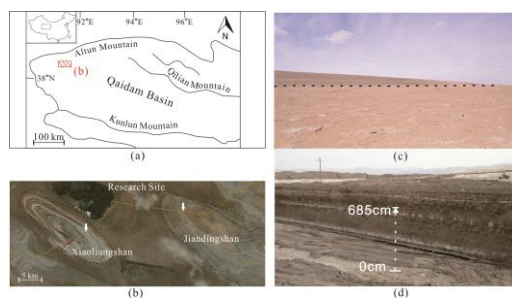 92°E
94°E
96°E
N
Altun Mountain
(b)
38°N
Qilian Mountain
Qaidam Basin
Kunlun Mountain
100 km
(a)
(c)
Research Site
Xiaoliangshan
Jiandingshan
5 km
(b)
685cm
0cm
(d)